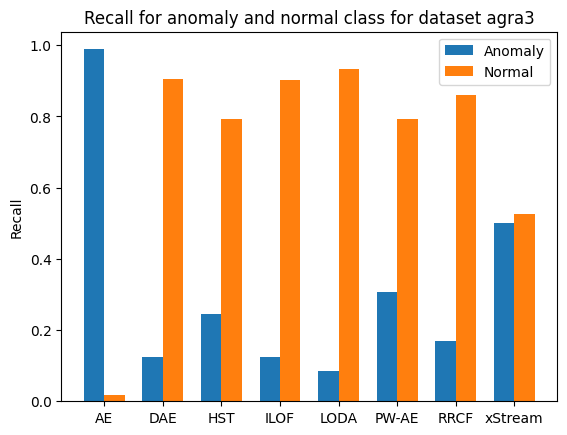 Recall for anomaly and normal class for dataset agra3
Anomaly
Normal
Recall
1.0
0.8
0.6
0.4
0.2
0.0
AE DAE HST ILOF LODA PW-AE RRCF xStream